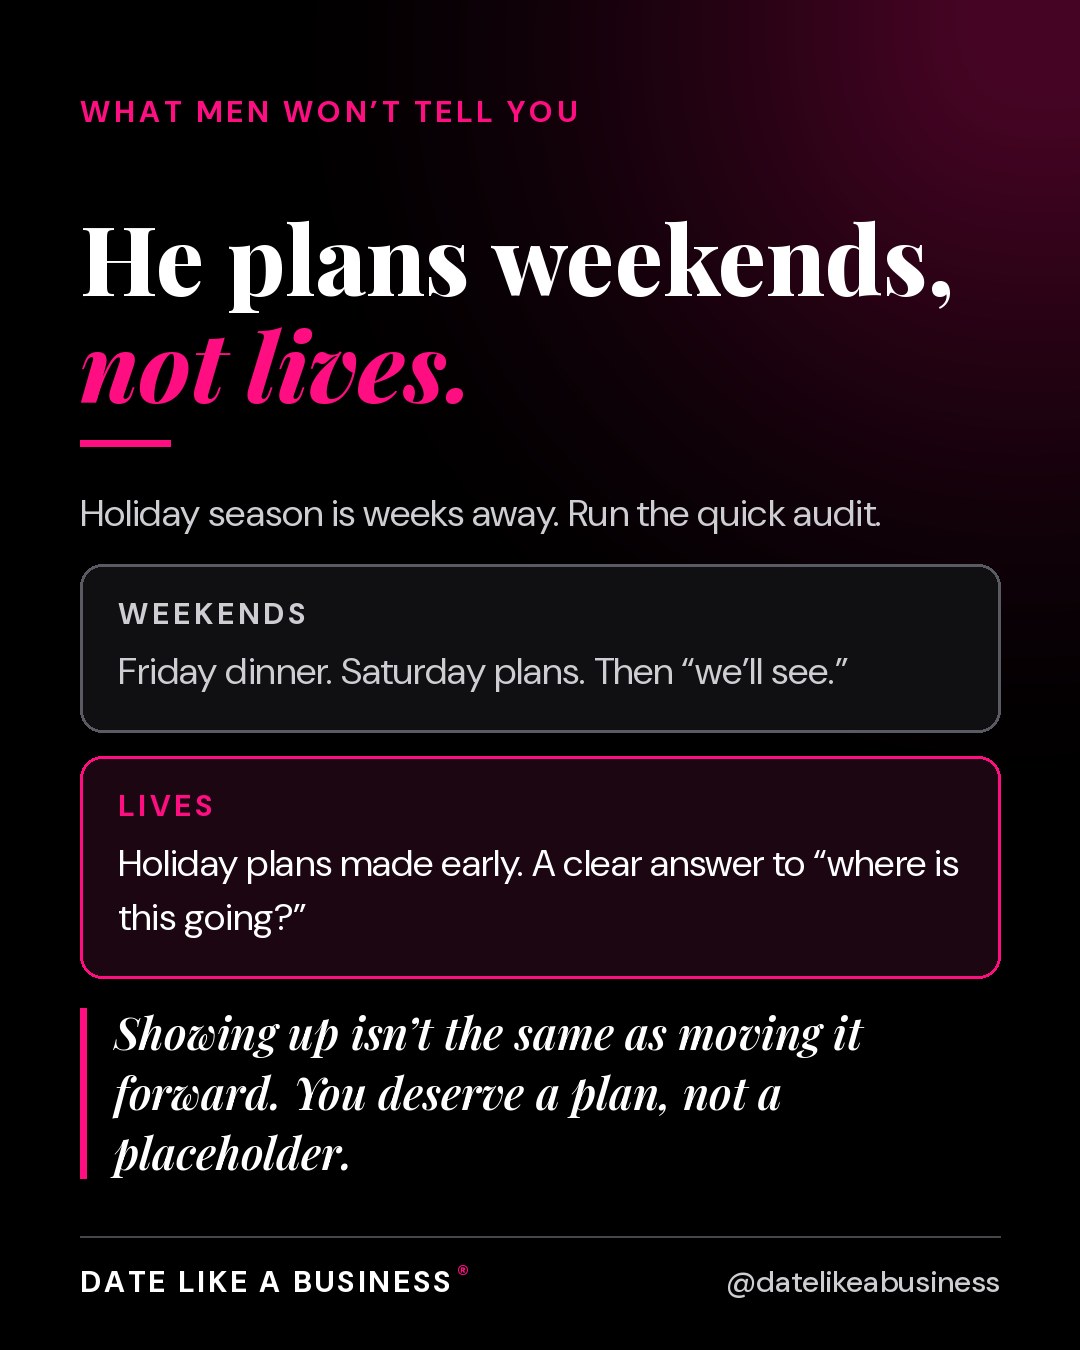 WHAT MEN WON’T TELL YOU
He plans weekends,
not lives.
Holiday season is weeks away. Run the quick audit.
WEEKENDS
Friday dinner. Saturday plans. Then “we’ll see.”
LIVES
Holiday plans made early. A clear answer to “where is
this going?”
Showing up isn’t the same as moving it
forward. You deserve a plan, not a
placeholder.
DATE LIKE A BUSINESS®
@datelikeabusiness